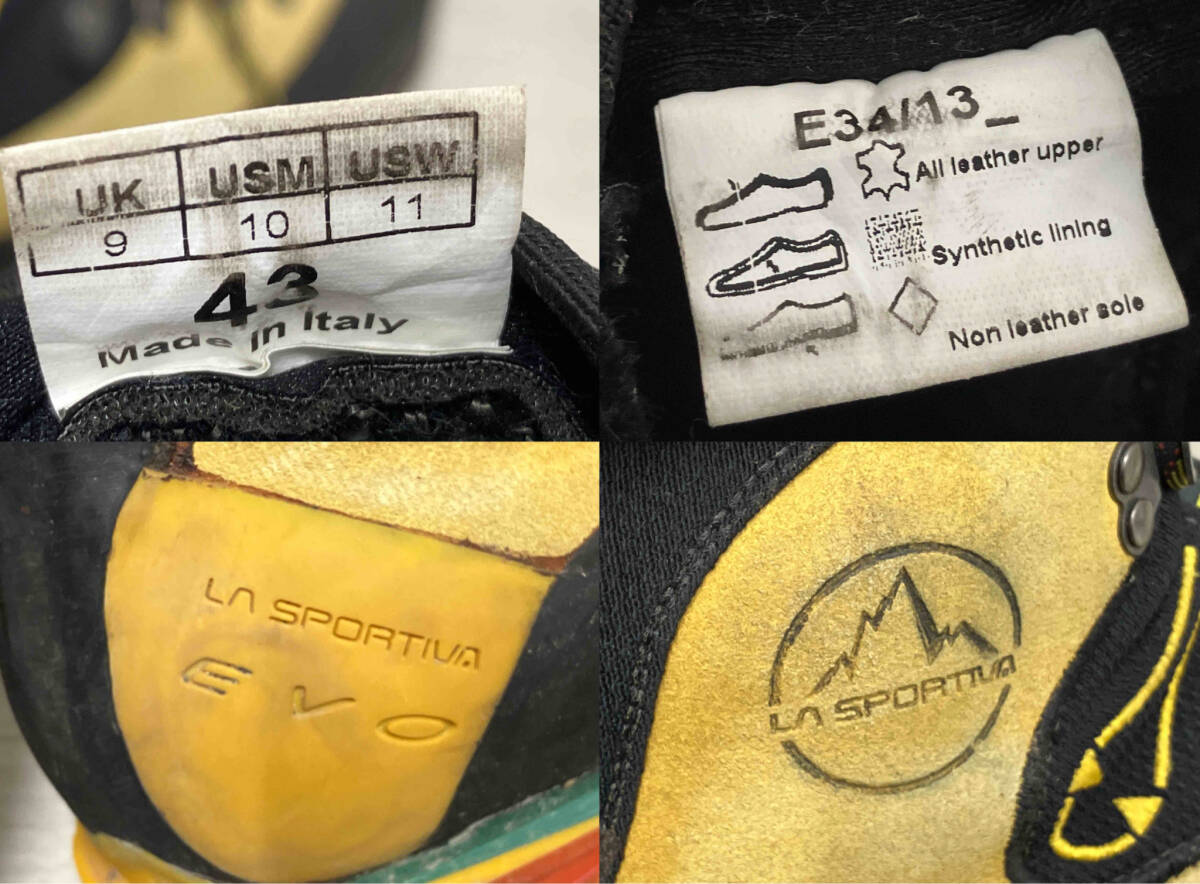 UK USM USW
9 10 11
43
Made in Italy
E34/13_
All leather upper
Synthetic lining
Non leather sole
LA SPORTIVA
EVO
LA SPORTIVA